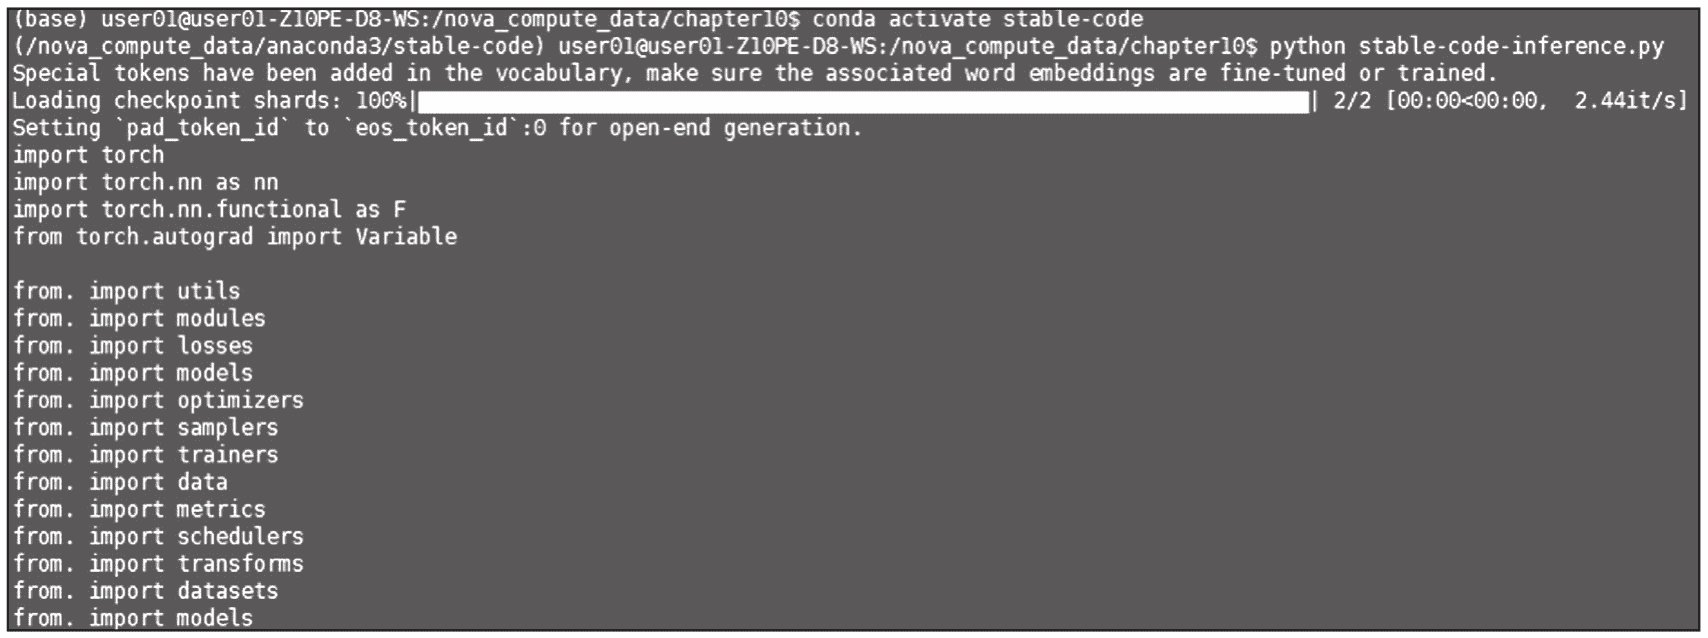 (base) user01@user01-Z10PE-D8-WS:/nova_compute_data/chapter10$ conda activate stable-code
(/nova_compute_data/anaconda3/stable-code) user01@user01-Z10PE-D8-WS:/nova_compute_data/chapter10$ python stable-code-inference.py
Special tokens have been added in the vocabulary, make sure the associated word embeddings are fine-tuned or trained.
Loading checkpoint shards: 100%|██████████| 2/2 [00:00<00:00,  2.44it/s]
Setting `pad_token_id` to `eos_token_id`:0 for open-end generation.
import torch
import torch.nn as nn
import torch.nn.functional as F
from torch.autograd import Variable
from. import utils
from. import modules
from. import losses
from. import models
from. import optimizers
from. import samplers
from. import trainers
from. import data
from. import metrics
from. import schedulers
from. import transforms
from. import datasets
from. import models